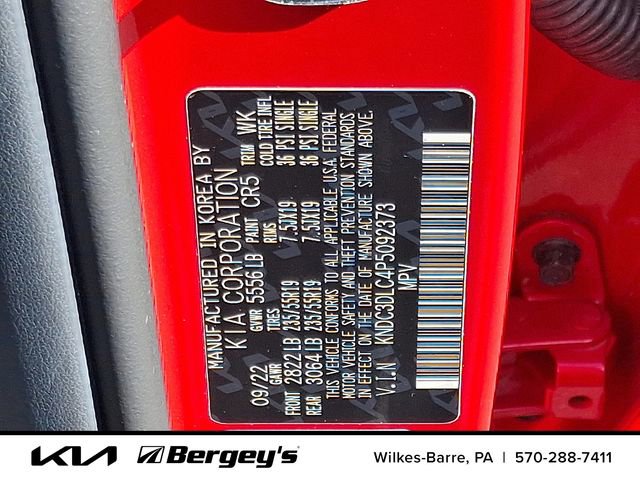 MANUFACTURED IN KOREA BY
KIA CORPORATION
09/22 GVWR 5556 LB PAINT CR5 TRIM WK
GAWR TIRES RIMS COLD TIRE INFL
FRONT 2822 LB 235/55R19 7.5JX19 36 PSI SINGLE
REAR 3064 LB 235/55R19 7.5JX19 36 PSI SINGLE
THIS VEHICLE CONFORMS TO ALL APPLICABLE U.S.A. FEDERAL
MOTOR VEHICLE SAFETY AND THEFT PREVENTION STANDARDS
IN EFFECT ON THE DATE OF MANUFACTURE SHOWN ABOVE.
V.I.N KNDC3DLC4P5092373
MPV
KIA Bergey's Wilkes-Barre, PA | 570-288-7411